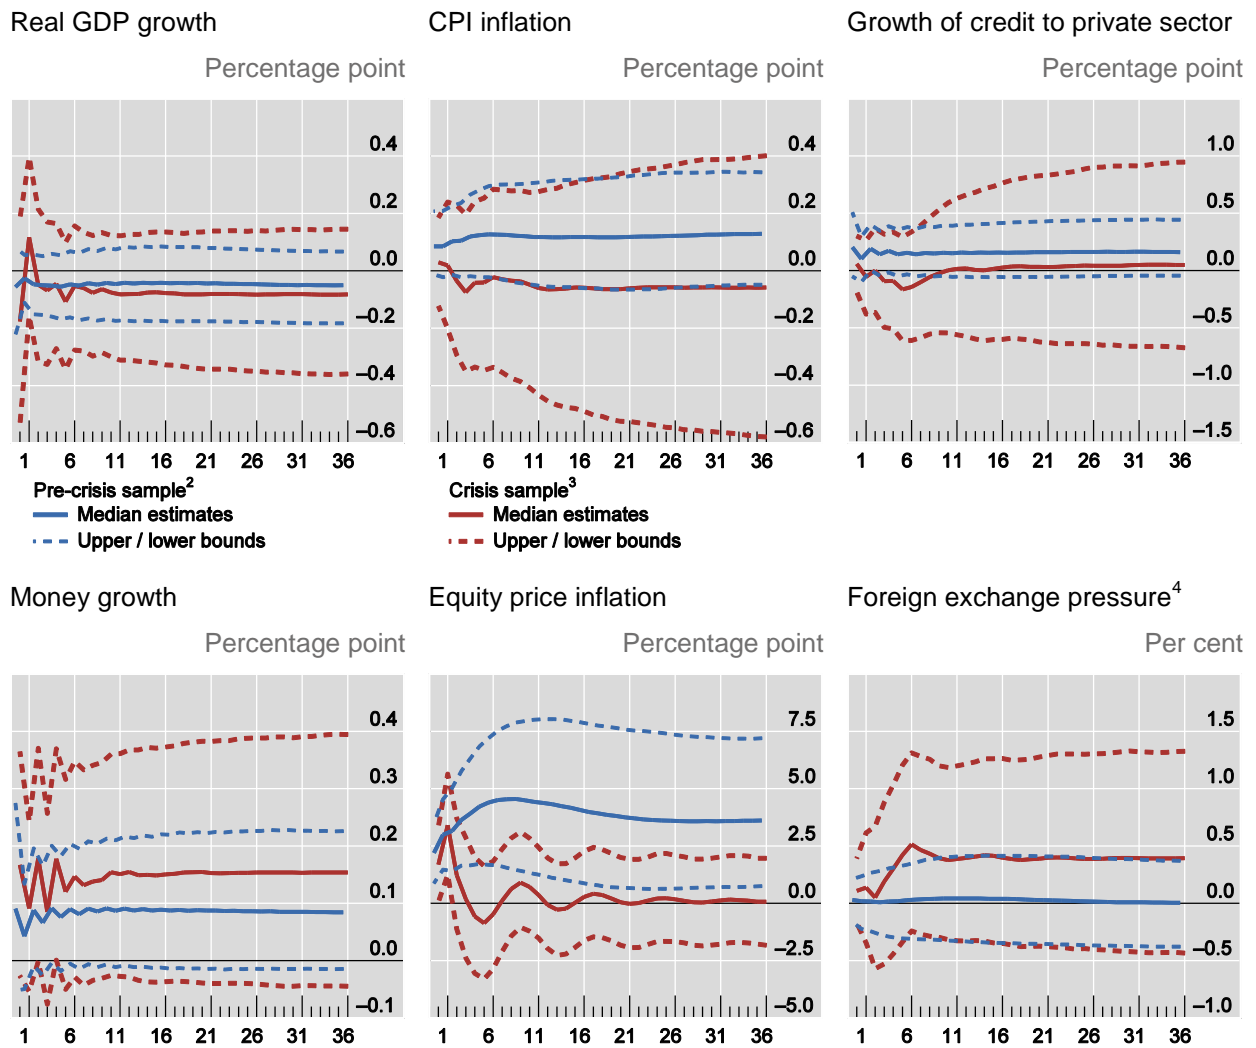 Real GDP growth
CPI inflation
Growth of credit to private sector
Percentage point
Percentage point
Percentage point
0.4
0.2
0.0
–0.2
–0.4
–0.6
1 6 11 16 21 26 31 36
0.4
0.2
0.0
–0.2
–0.4
–0.6
1 6 11 16 21 26 31 36
1.0
0.5
0.0
–0.5
–1.0
–1.5
1 6 11 16 21 26 31 36
Pre-crisis sample2
Median estimates
Upper / lower bounds
Crisis sample3
Median estimates
Upper / lower bounds
Money growth
Equity price inflation
Foreign exchange pressure4
Percentage point
Percentage point
Per cent
0.4
0.3
0.2
0.1
0.0
–0.1
1 6 11 16 21 26 31 36
7.5
5.0
2.5
0.0
–2.5
–5.0
1 6 11 16 21 26 31 36
1.5
1.0
0.5
0.0
–0.5
–1.0
1 6 11 16 21 26 31 36